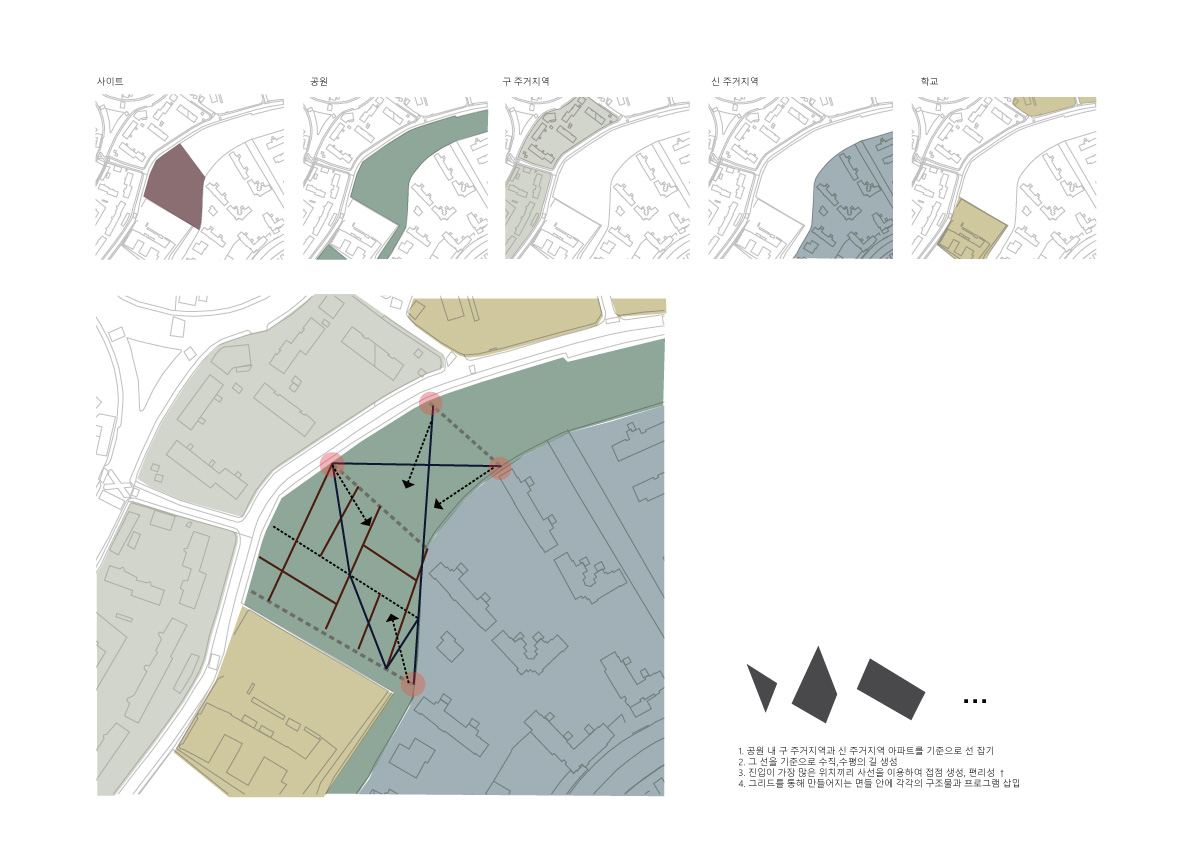 사이트
공원
구 주거지역
신 주거지역
학교
...
1. 공원 내 구 주거지역과 신 주거지역 아파트를 기준으로 선 잡기
2. 그 선을 기준으로 수직,수평의 길 생성
3. 진입이 가장 많은 위치끼리 사선을 이용하여 접점 생성, 편리성 ↑
4. 그리드를 통해 만들어지는 면들 안에 각각의 구조물과 프로그램 삽입